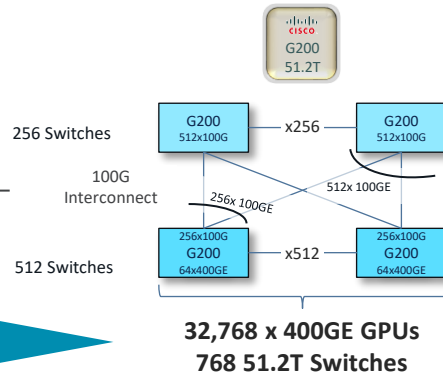 CISCO
G200
51.2T
256 Switches
G200
512x100G
x256
G200
512x100G
100G
Interconnect
256x 100GE
512x 100GE
512 Switches
256x100G
G200
64x400GE
x512
256x100G
G200
64x400GE
32,768 x 400GE GPUs
768 51.2T Switches